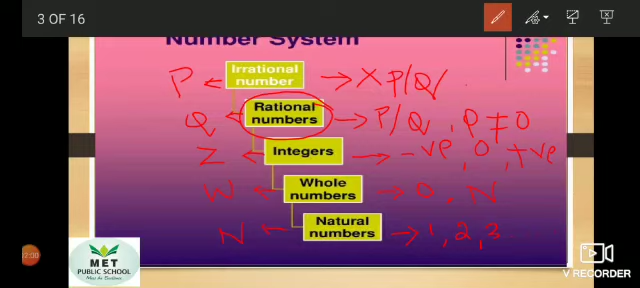 3 OF 16
Number System
P ← Irrational number → X P/Q/
Q ← Rational numbers → P/Q, Q ≠ 0
Z ← Integers → -ve, 0, +ve
W ← Whole numbers → 0, N
N ← Natural numbers → 1, 2, 3
MET
PUBLIC SCHOOL
V RECORDER